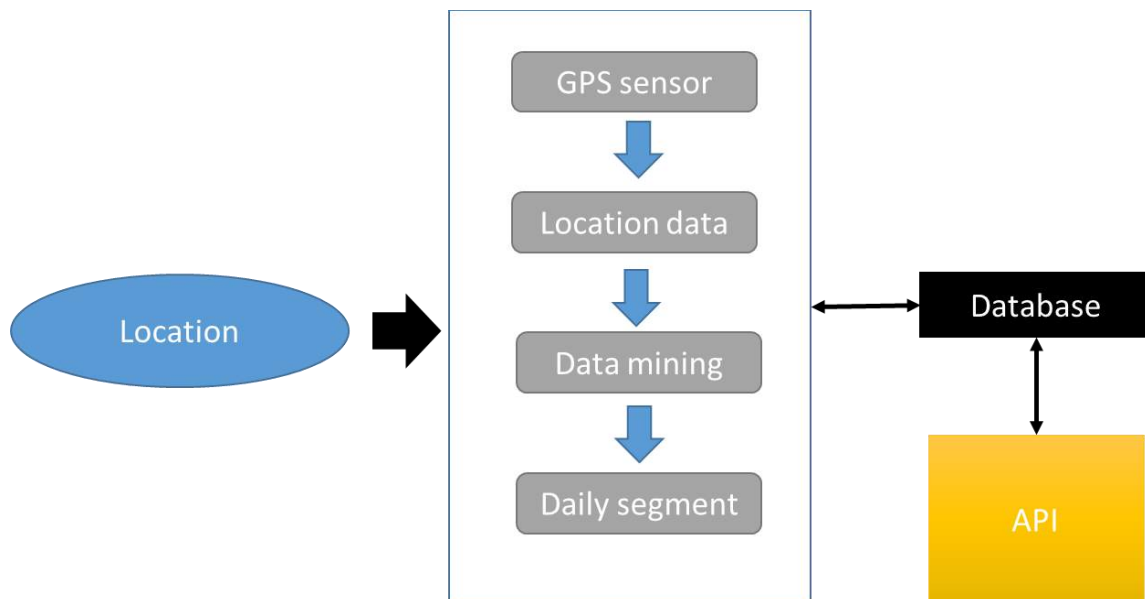 GPS sensor
Location data
Location
Data mining
Daily segment
Database
API